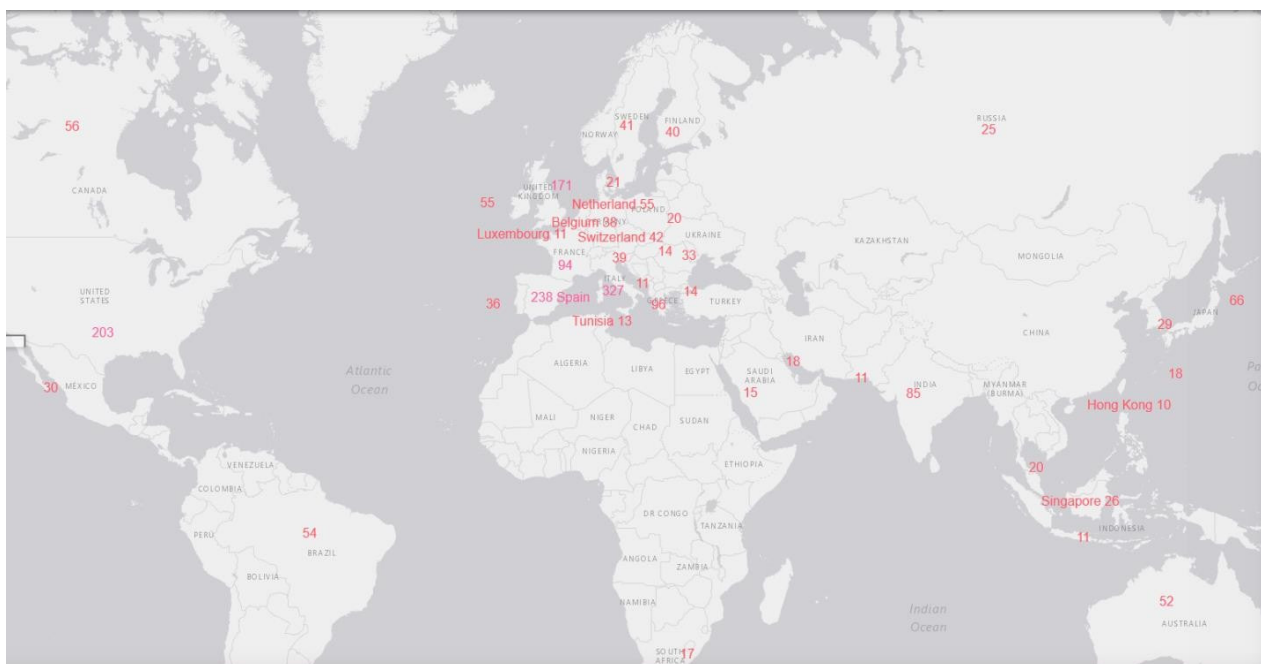 56
CANADA
UNITED
STATES
203
30
MÉXICO
VENEZUELA
COLOMBIA
PERÚ
54
BRAZIL
BOLIVIA
Atlantic
Ocean
SWEDEN
41
FINLAND
40
NORWAY
RUSSIA
25
UNITED
KINGDOM
171
21
55
Netherland 55
POLAND
Belgium 38
20
Luxembourg 11
Switzerland 42
UKRAINE
FRANCE
94
39
14
33
ITALY
327
11
36
238 Spain
GREECE
96
14
TURKEY
Tunisia 13
KAZAKHSTAN
MONGOLIA
66
JAPAN
29
CHINA
18
Hong Kong 10
IRAN
18
SAUDI
ARABIA
15
11
INDIA
85
MYANMAR
(BURMA)
ALGERIA
LIBYA
EGYPT
MALI
NIGER
CHAD
SUDAN
NIGERIA
ETHIOPIA
DR CONGO
TANZANIA
ANGOLA
ZAMBIA
NAMIBIA
SOUTH
AFRICA
17
20
Singapore 26
INDONESIA
11
Indian
Ocean
52
AUSTRALIA